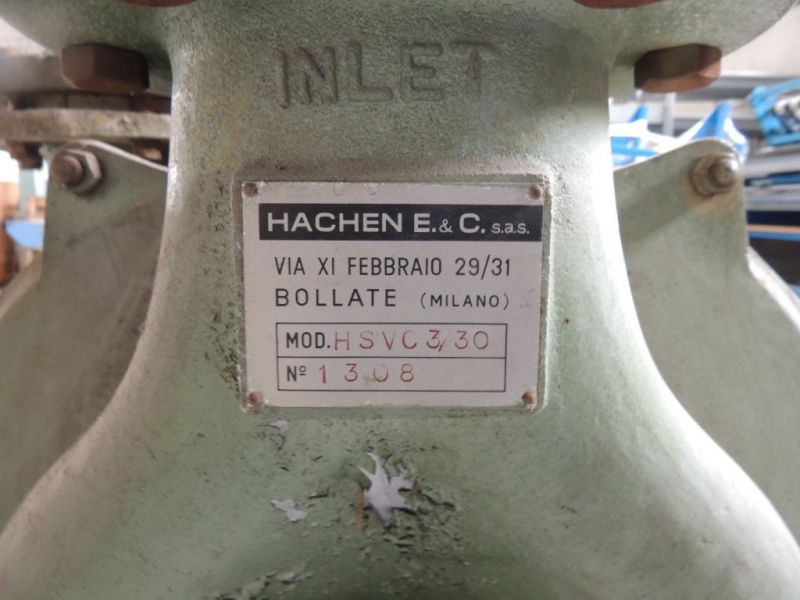 INLET
HACHEN E. & C. s.a.s.
VIA XI FEBBRAIO 29/31
BOLLATE (MILANO)
MOD. HSVC 3/30
Nº 1308